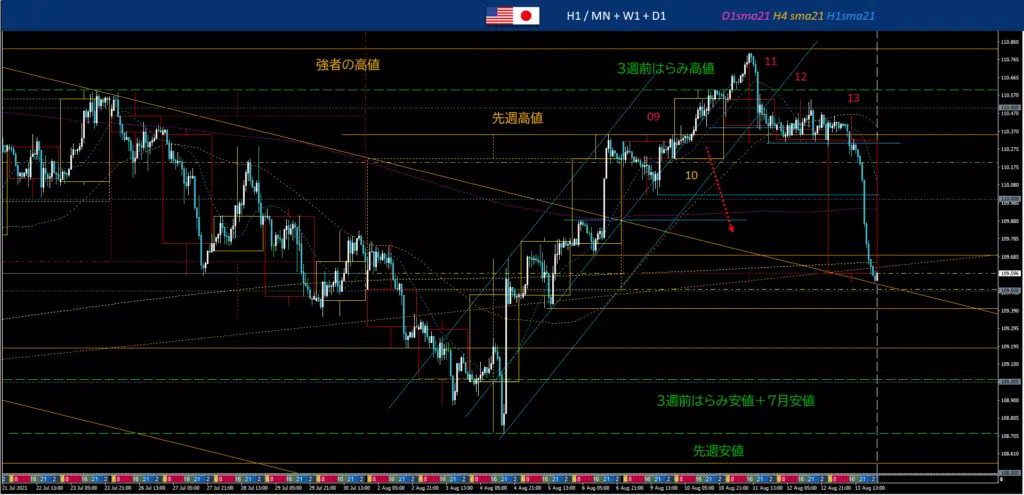 H1 / MN + W1 + D1
D1sma21 H4 sma21 H1sma21
強者の高値
3週前はらみ高値
11
12
先週高値
09
13
10
3週前はらみ安値+7月安値
先週安値
110.860
110.765
110.665
110.570
110.470
110.370
110.275
110.175
110.080
109.980
109.880
109.785
109.685
109.596
109.390
109.295
109.195
109.100
109.000
108.900
108.805
108.705
108.610
21 Jul 2021
22 Jul 13:00
23 Jul 05:00
23 Jul 21:00
26 Jul 13:00
27 Jul 05:00
27 Jul 21:00
28 Jul 13:00
29 Jul 05:00
29 Jul 21:00
30 Jul 13:00
2 Aug 05:00
2 Aug 21:00
3 Aug 13:00
4 Aug 05:00
4 Aug 21:00
5 Aug 13:00
6 Aug 05:00
6 Aug 21:00
9 Aug 13:00
10 Aug 05:00
10 Aug 21:00
11 Aug 13:00
12 Aug 05:00
12 Aug 21:00
13 Aug 13:00